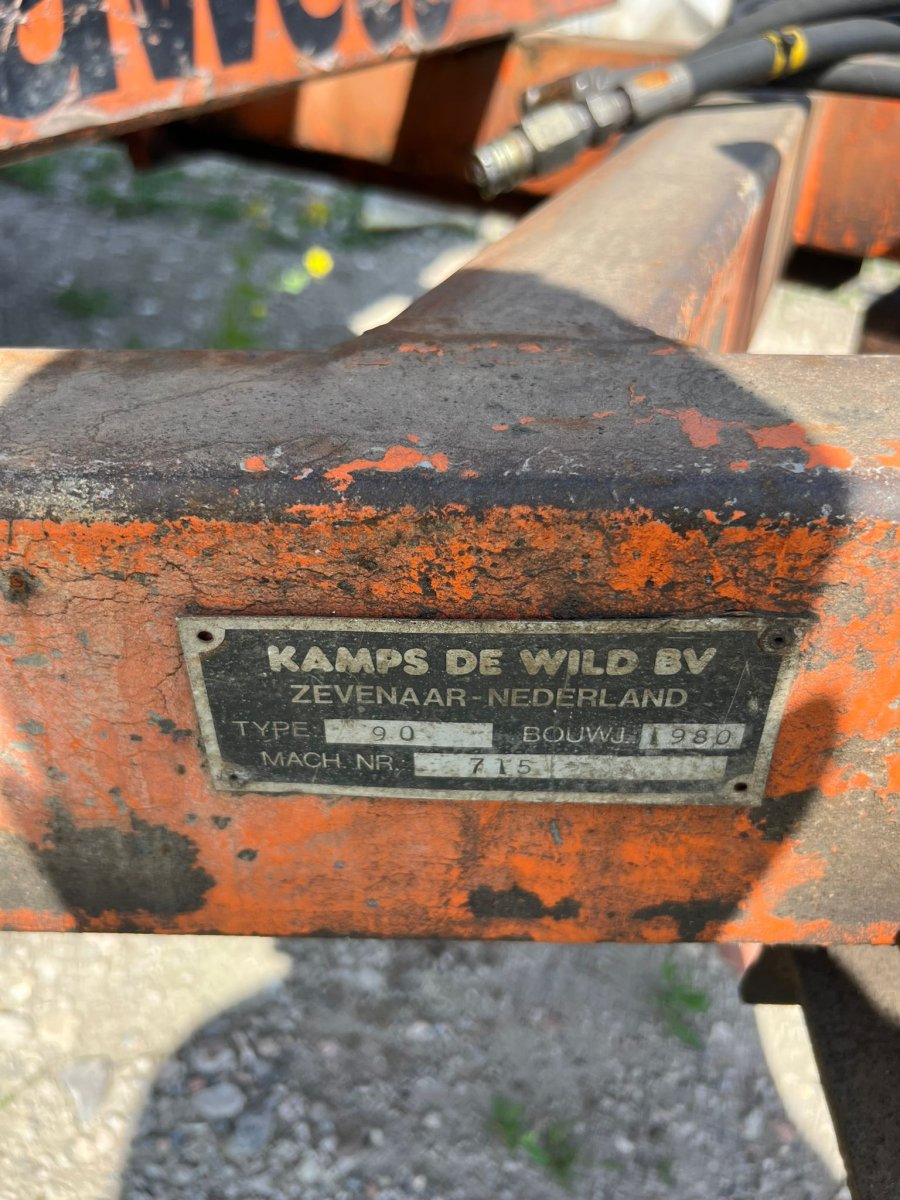 KAMPS DE WILD BV
ZEVENAAR-NEDERLAND
TYPE 90 BOUWJ. 1980
MACH. NR. 715